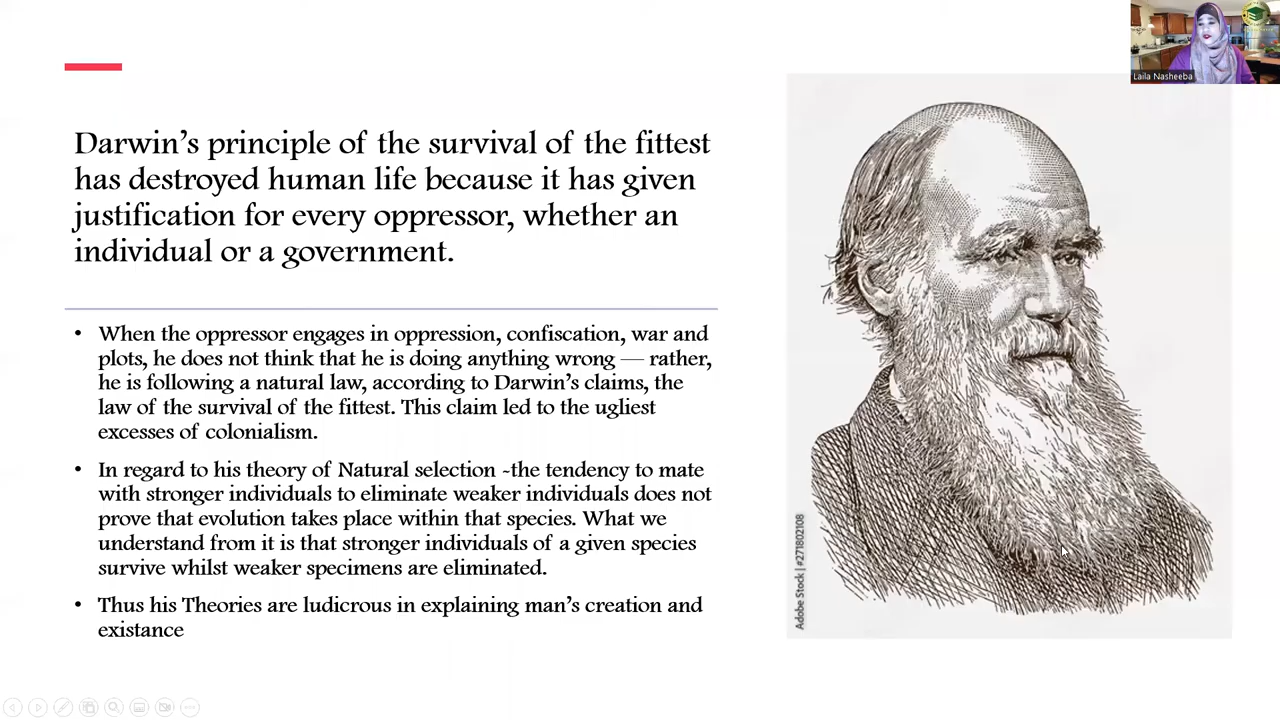 Laila Nasheeba
Darwin's principle of the survival of the fittest
has destroyed human life because it has given
justification for every oppressor, whether an
individual or a government.
• When the oppressor engages in oppression, confiscation, war and
plots, he does not think that he is doing anything wrong — rather,
he is following a natural law, according to Darwin's claims, the
law of the survival of the fittest. This claim led to the ugliest
excesses of colonialism.
• In regard to his theory of Natural selection -the tendency to mate
with stronger individuals to eliminate weaker individuals does not
prove that evolution takes place within that species. What we
understand from it is that stronger individuals of a given species
survive whilst weaker specimens are eliminated.
• Thus his Theories are ludicrous in explaining man's creation and
existance
Adobe Stock | #271802108